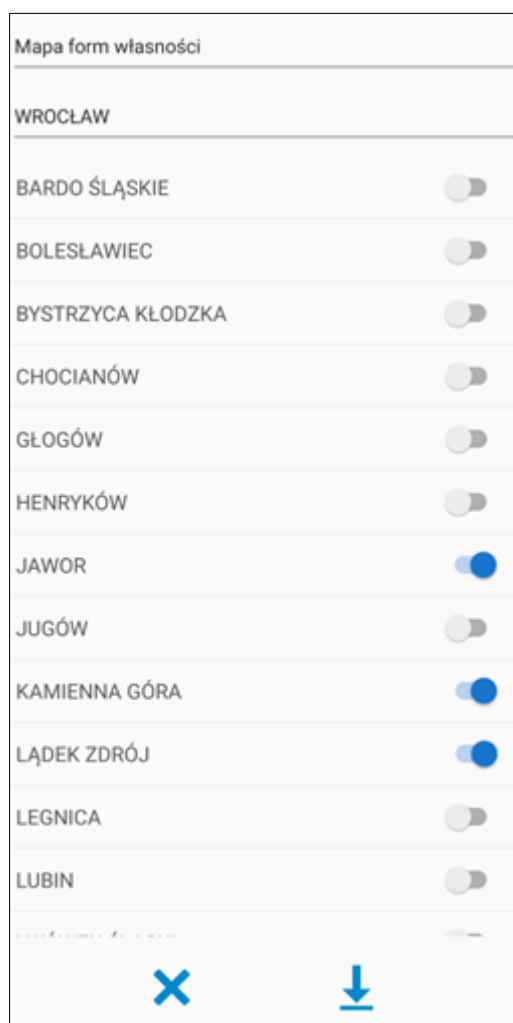 Mapa form własności
WROCŁAW
BARDO ŚLĄSKIE
BOLESŁAWIEC
BYSTRZYCA KŁODZKA
CHOCIANÓW
GŁOGÓW
HENRYKÓW
JAWOR
JUGÓW
KAMIENNA GÓRA
LĄDEK ZDRÓJ
LEGNICA
LUBIN